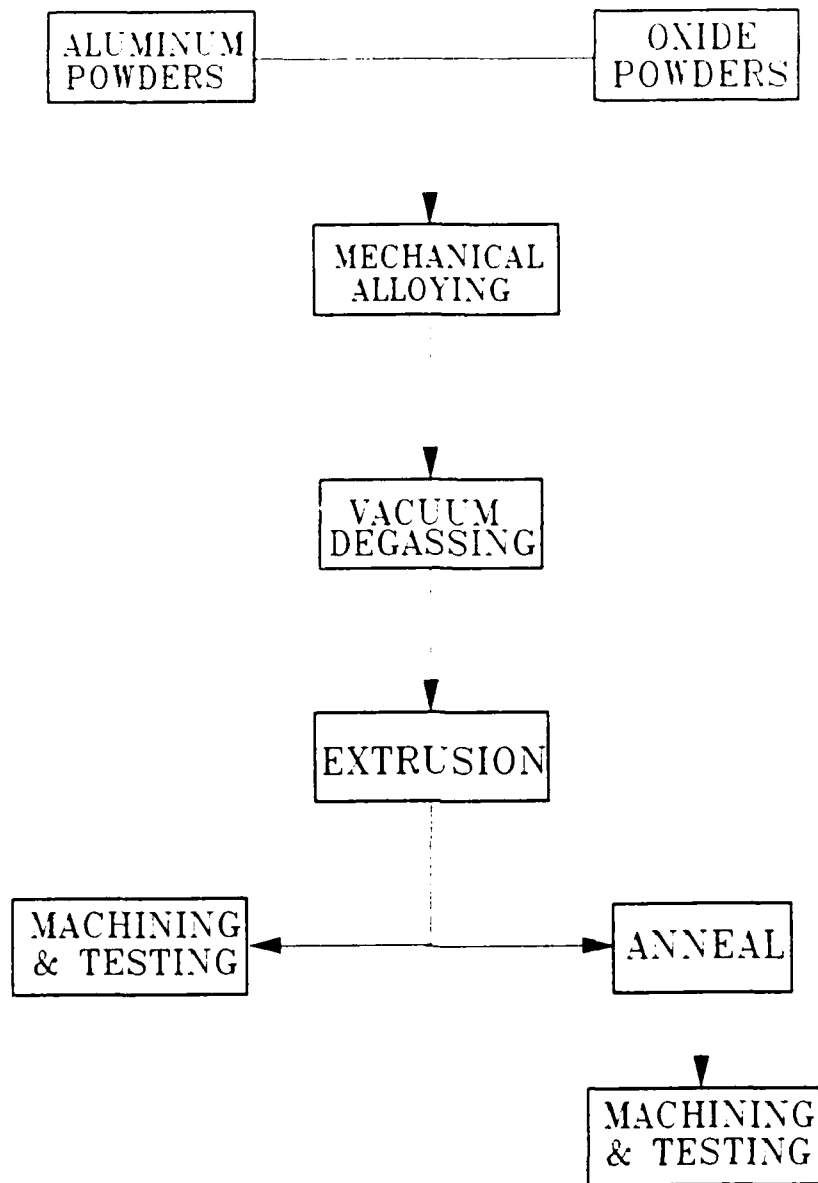 ALUMINUM
POWDERS
OXIDE
POWDERS
MECHANICAL
ALLOYING
VACUUM
DEGASSING
EXTRUSION
MACHINING
& TESTING
ANNEAL
MACHINING
& TESTING